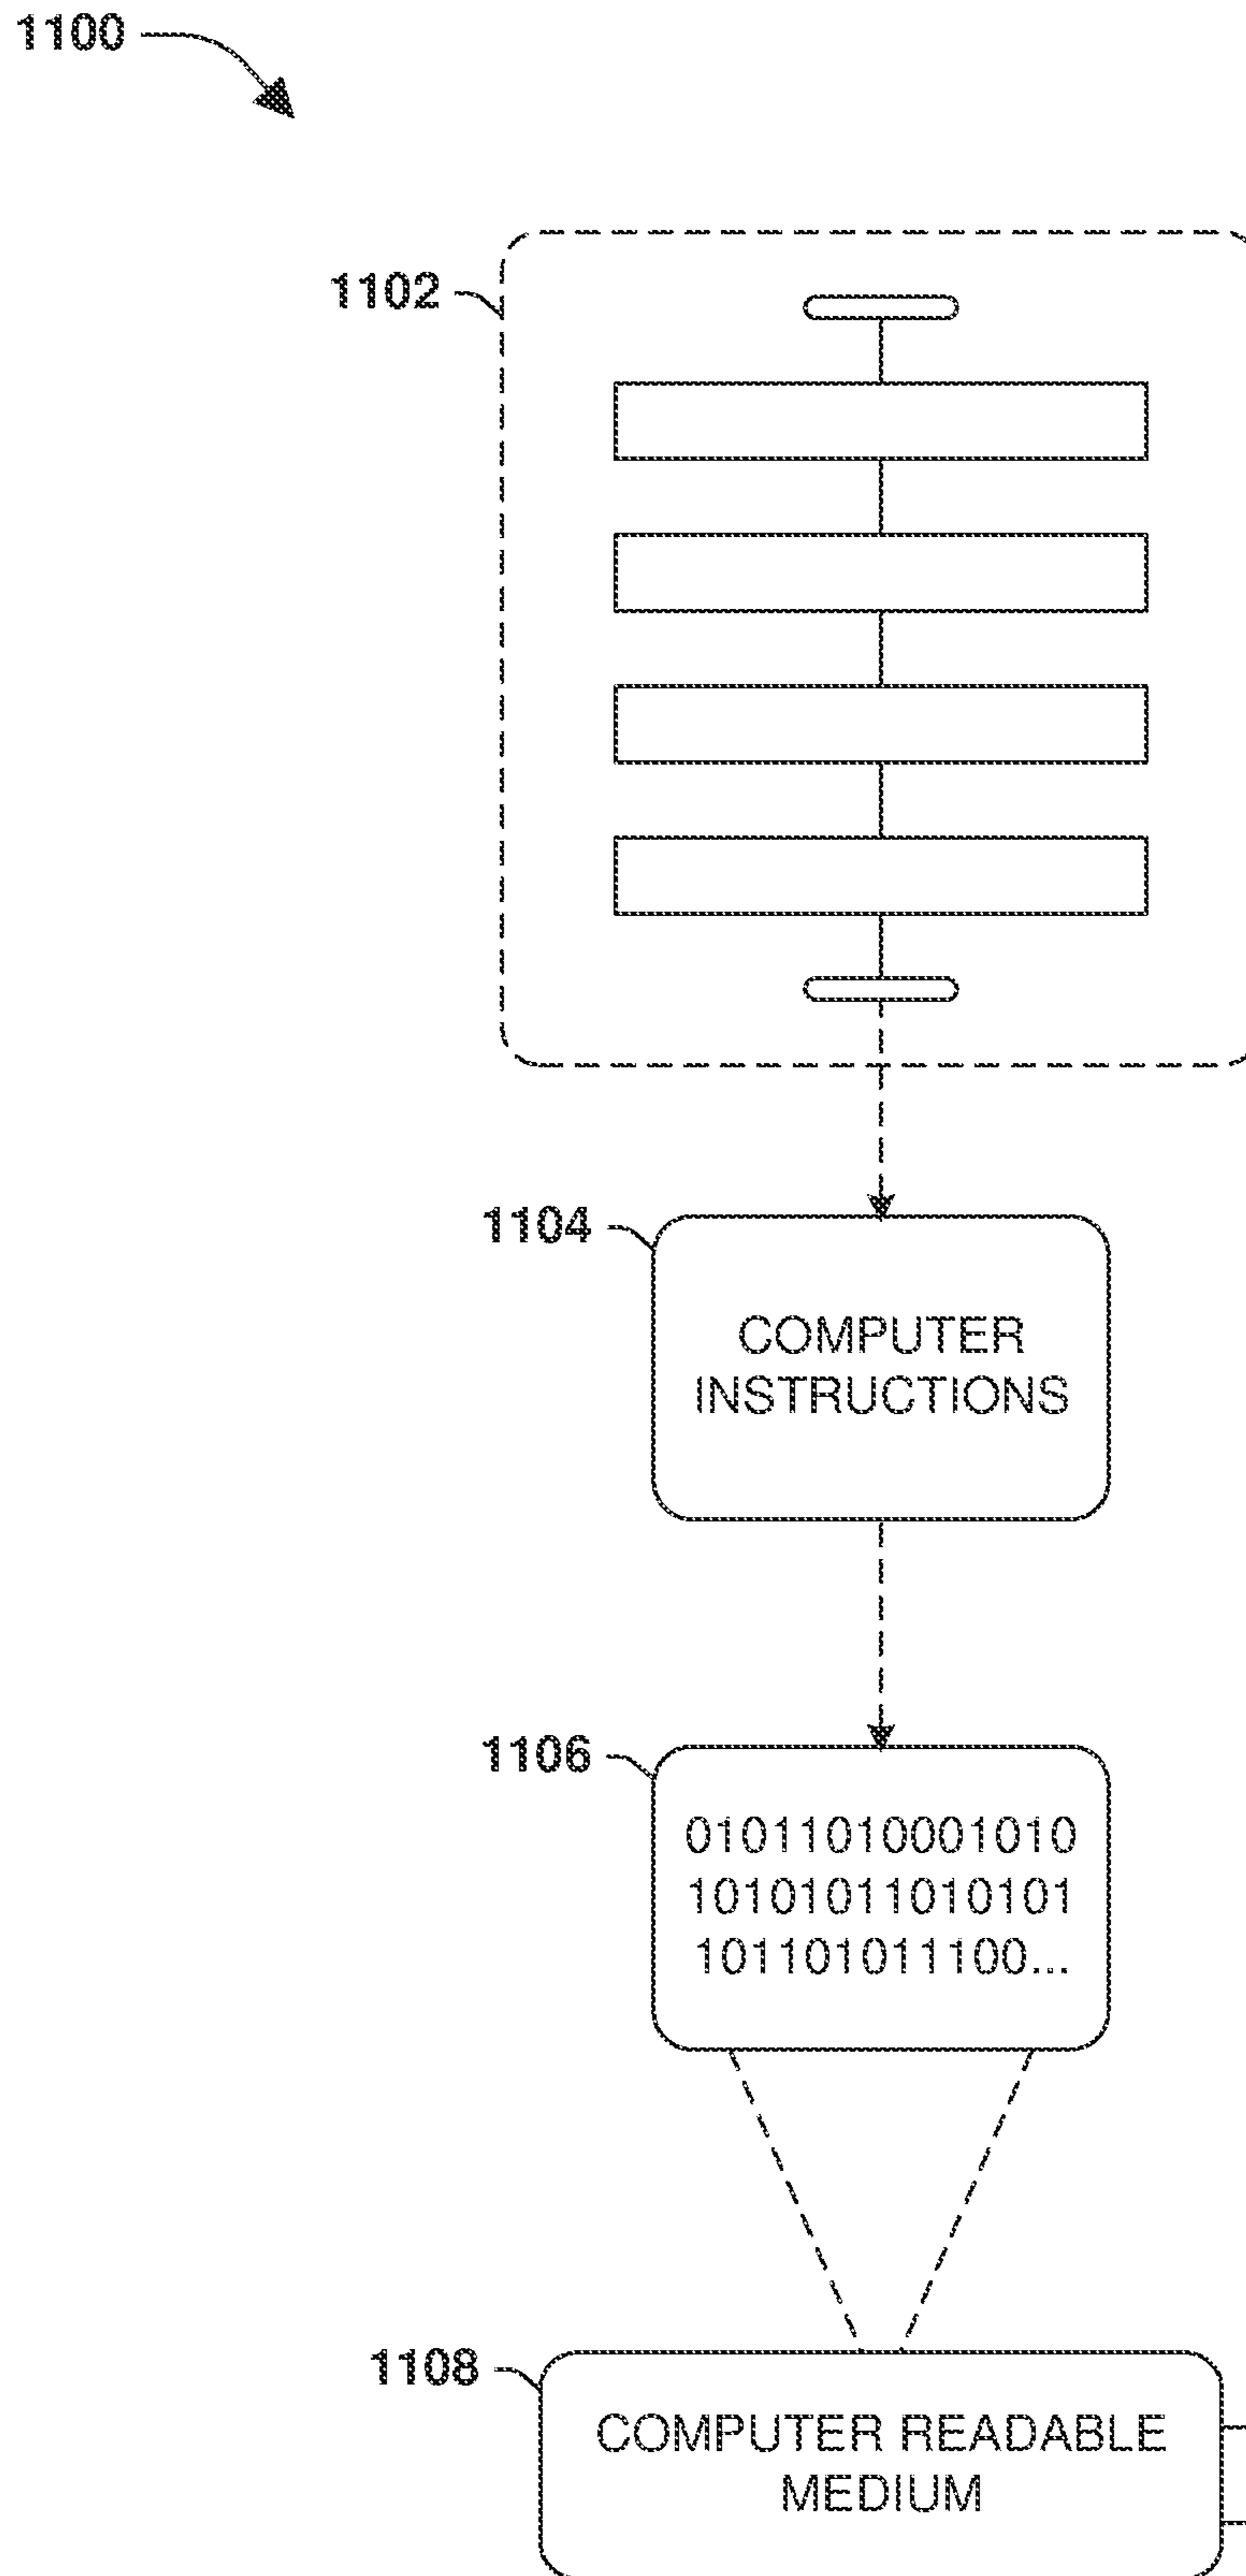 1100
1102
1104
COMPUTER
INSTRUCTIONS
1106
01011010001010
10101011010101
101101011100...
1108
COMPUTER READABLE
MEDIUM